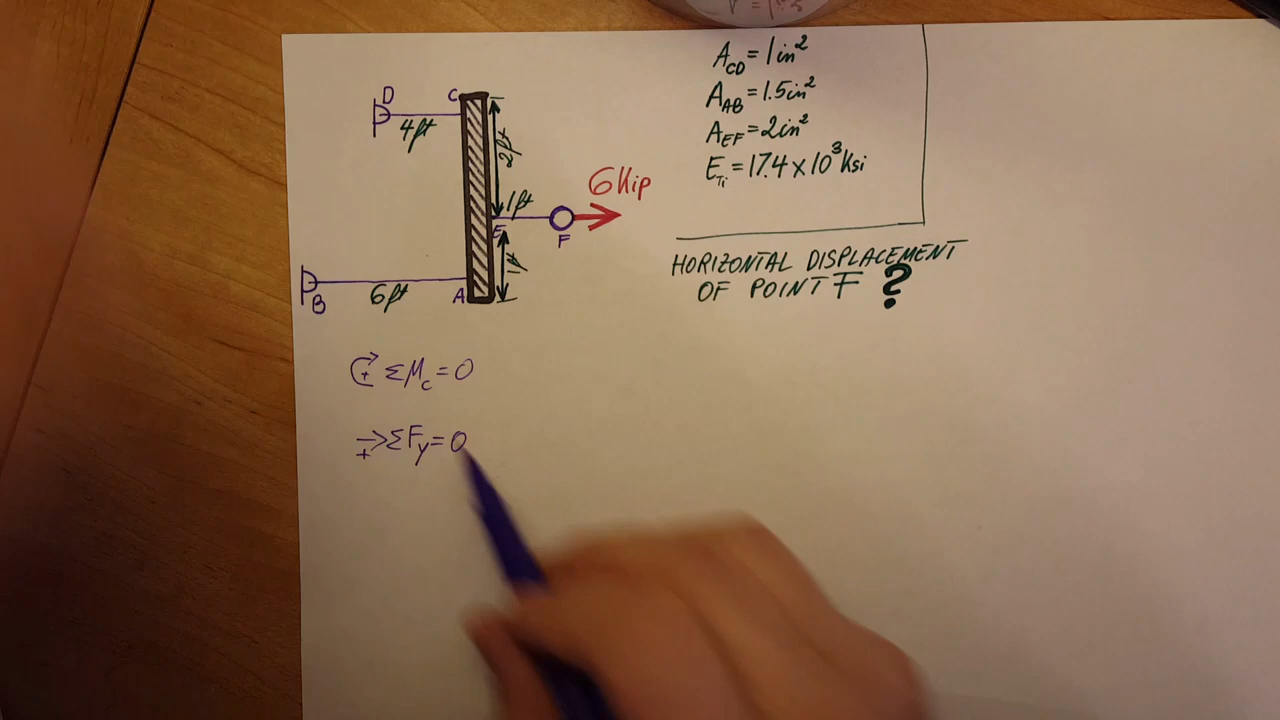 A_CD = 1 in²
A_AB = 1.5 in²
A_EF = 2 in²
E_Ti = 17.4 x 10³ Ksi
D
C
4ft
2ft
6Kip
1ft
E
F
1ft
B
6ft
A
HORIZONTAL DISPLACEMENT
OF POINT F ?
+ ΣM_C = 0
→+ ΣF_y = 0